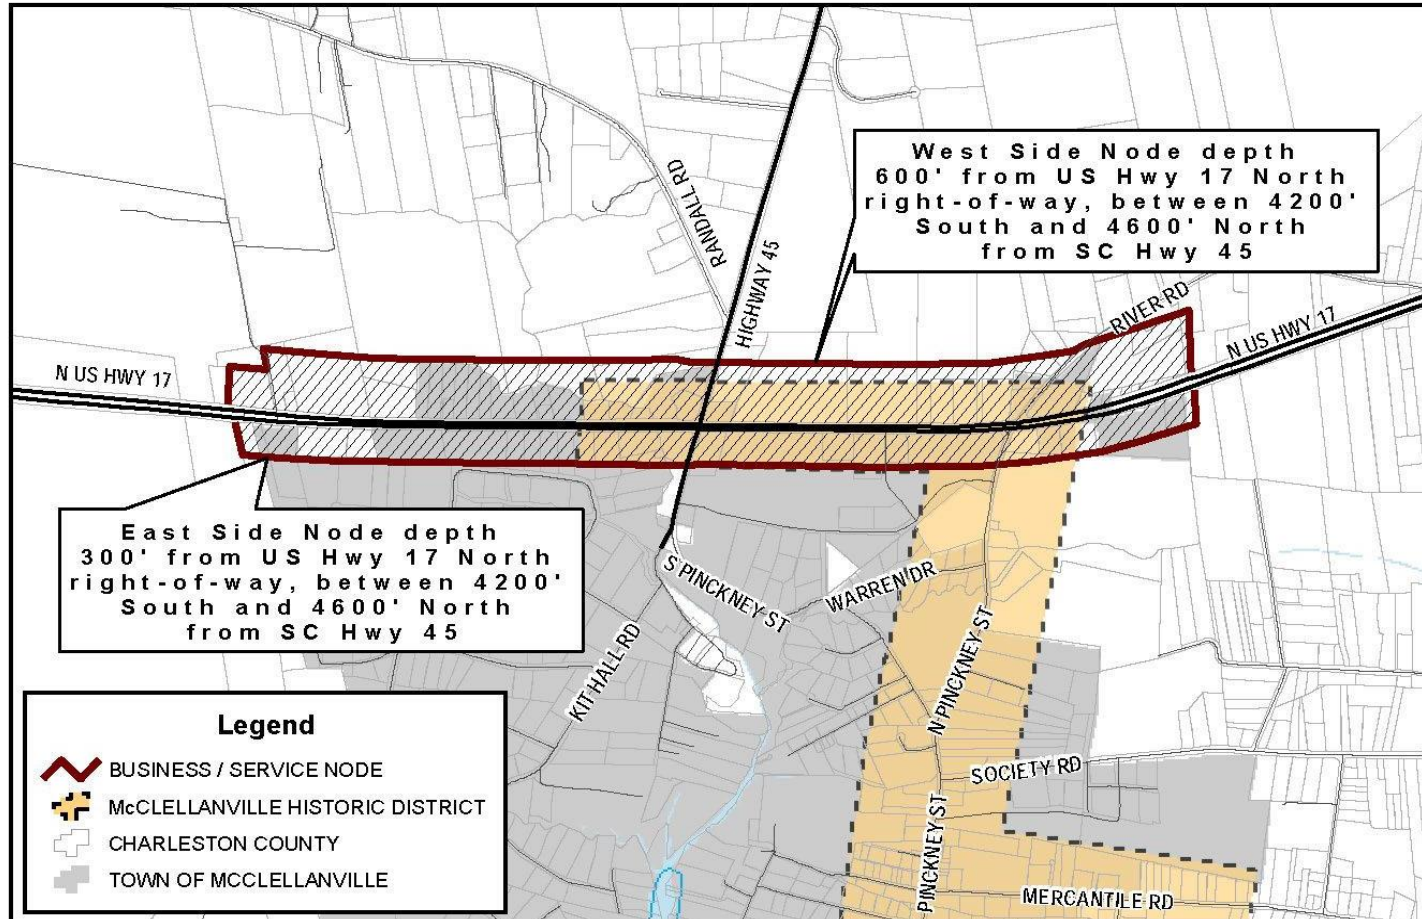 West Side Node depth
600' from US Hwy 17 North
right-of-way, between 4200'
South and 4600' North
from SC Hwy 45
RANDALL RD
HIGHWAY 45
RIVER RD
N US HWY 17
N US HWY 17
East Side Node depth
300' from US Hwy 17 North
right-of-way, between 4200'
South and 4600' North
from SC Hwy 45
S PINCKNEY ST
WARREN DR
KIT HALL RD
N PINCKNEY ST
SOCIETY RD
PINCKNEY ST
MERCANTILE RD
Legend
BUSINESS / SERVICE NODE
McCLELLANVILLE HISTORIC DISTRICT
CHARLESTON COUNTY
TOWN OF MCCLELLANVILLE